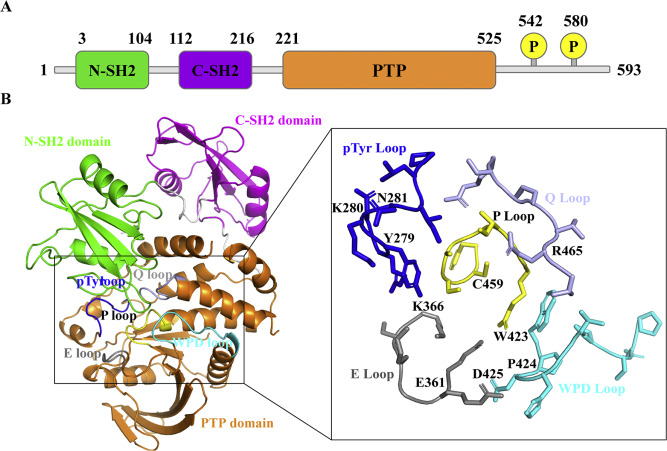 A
3 104 112 216 221 525 542 580
P P
1 N-SH2 C-SH2 PTP 593
B
C-SH2 domain
N-SH2 domain
Q loop
pTyloop
P loop
WPD loop
E loop
PTP domain
pTyr Loop
Q Loop
N281
K280
P Loop
Y279
R465
C459
K366
W423
E Loop
P424
E361
D425
WPD Loop